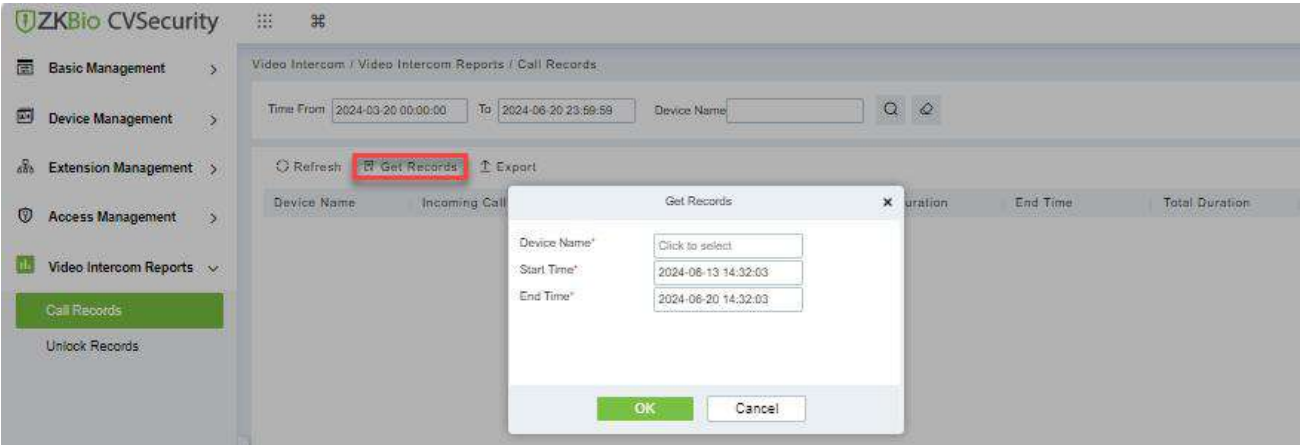 ZKBio CVSecurity
Basic Management
Device Management
Extension Management
Access Management
Video Intercom Reports
Call Records
Unlock Records
Video Intercom / Video Intercom Reports / Call Records
Time From 2024-03-20 00:00:00 To 2024-06-20 23:59:59 Device Name
Refresh Get Records Export
Device Name Incoming Call uration End Time Total Duration
Get Records
Device Name* Click to select
Start Time* 2024-06-13 14:32:03
End Time* 2024-06-20 14:32:03
OK Cancel